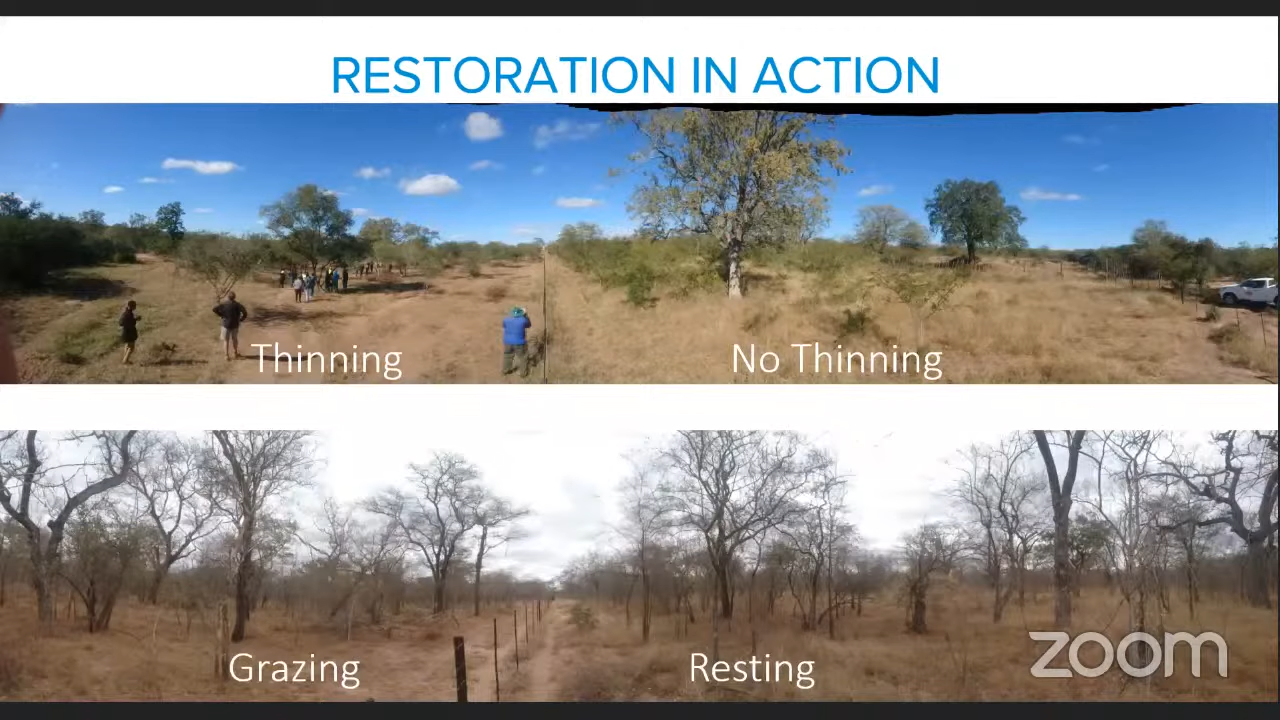 RESTORATION IN ACTION
Thinning
No Thinning
Grazing
Resting
zoom